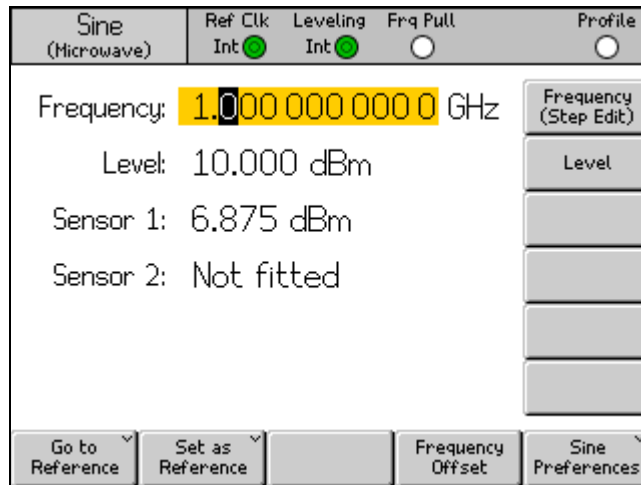 Sine
(Microwave)
Ref Clk
Int
Leveling
Int
Frq Pull
Profile
Frequency: 1.000 000 000 0 GHz
Level: 10.000 dBm
Sensor 1: 6.875 dBm
Sensor 2: Not fitted
Frequency
(Step Edit)
Level
Go to
Reference
Set as
Reference
Frequency
Offset
Sine
Preferences